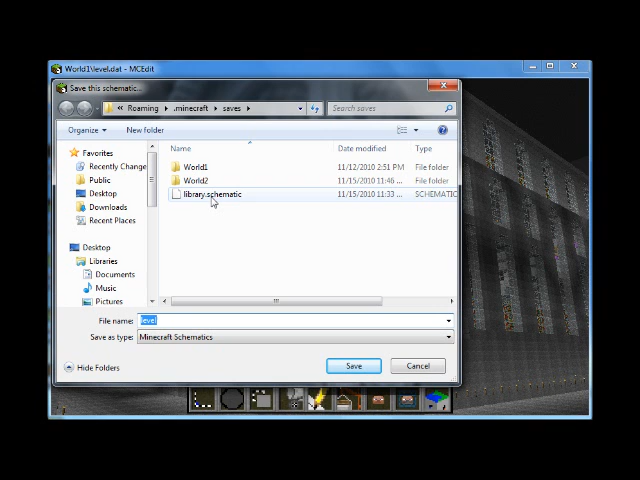 World1\level.dat - MCEdit
Save this schematic...
« Roaming ▸ .minecraft ▸ saves ▸
Search saves
Organize
New folder
Name
Date modified
Type
Favorites
Recently Change
Public
Desktop
Downloads
Recent Places
Desktop
Libraries
Documents
Music
Pictures
World1
11/12/2010 2:51 PM
File folder
World2
11/15/2010 11:46 ...
File folder
library.schematic
11/15/2010 11:33 ...
SCHEMATIC
File name:
level
Save as type:
Minecraft Schematics
Hide Folders
Save
Cancel